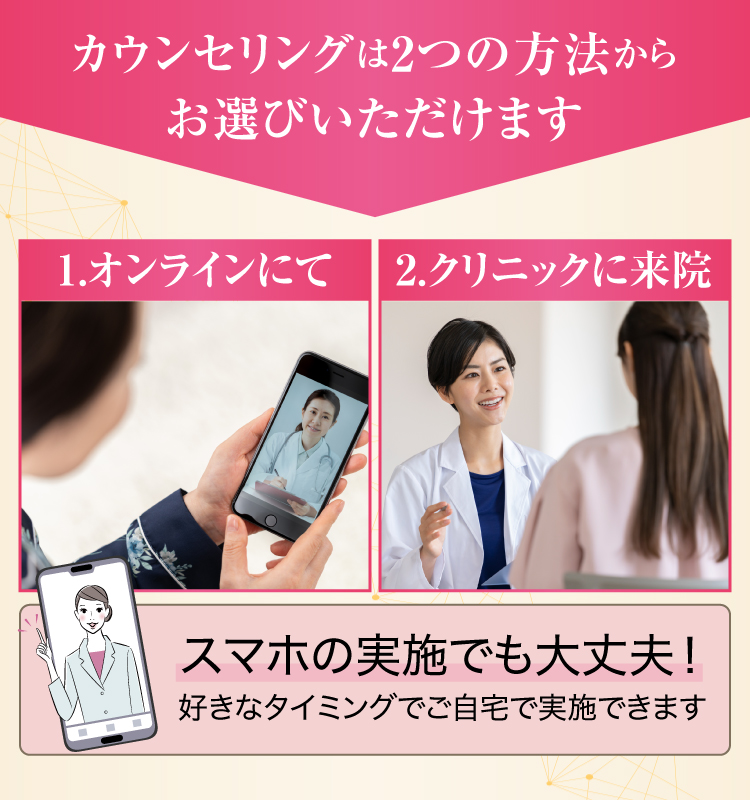 カウンセリングは2つの方法から
お選びいただけます
1.オンラインにて
2.クリニックに来院
スマホの実施でも大丈夫!
好きなタイミングでご自宅で実施できます